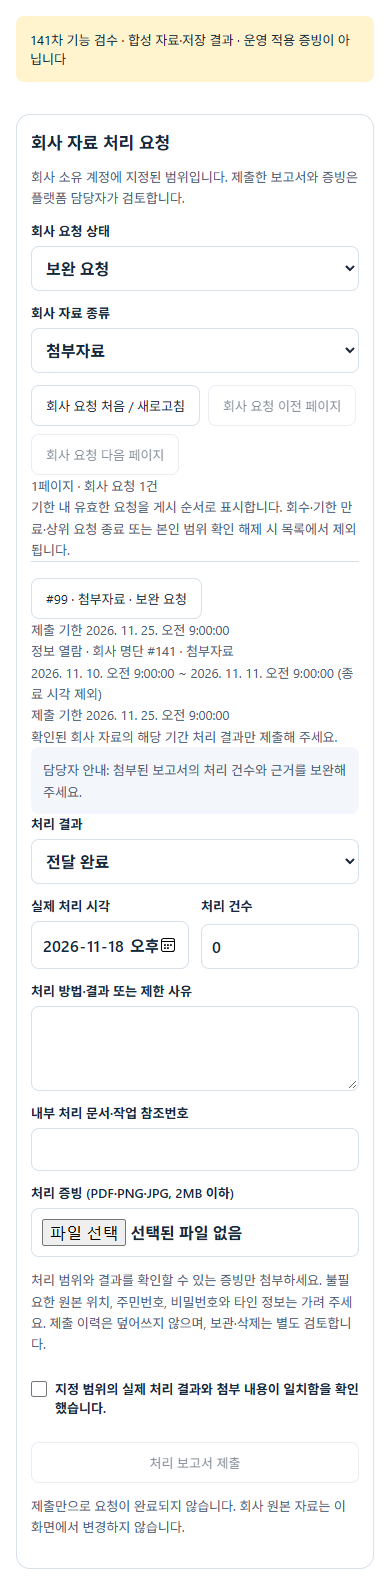 141차 기능 검수 · 합성 자료·저장 결과 · 운영 적용 증빙이 아
닙니다
회사 자료 처리 요청
회사 소유 계정에 지정된 범위입니다. 제출한 보고서와 증빙은
플랫폼 담당자가 검토합니다.
회사 요청 상태
보완 요청
회사 자료 종류
첨부자료
회사 요청 처음 / 새로고침
회사 요청 이전 페이지
회사 요청 다음 페이지
1페이지 · 회사 요청 1건
기한 내 유효한 요청을 게시 순서로 표시합니다. 회수·기한 만
료·상위 요청 종료 또는 본인 범위 확인 해제 시 목록에서 제외
됩니다.
#99 · 첨부자료 · 보완 요청
제출 기한 2026. 11. 25. 오전 9:00:00
정보 열람 · 회사 명단 #141 · 첨부자료
2026. 11. 10. 오전 9:00:00 ~ 2026. 11. 11. 오전 9:00:00 (종
료 시각 제외)
제출 기한 2026. 11. 25. 오전 9:00:00
확인된 회사 자료의 해당 기간 처리 결과만 제출해 주세요.
담당자 안내: 첨부된 보고서의 처리 건수와 근거를 보완해
주세요.
처리 결과
전달 완료
실제 처리 시각
처리 건수
2026-11-18 오후
0
처리 방법·결과 또는 제한 사유
내부 처리 문서·작업 참조번호
처리 증빙 (PDF·PNG·JPG, 2MB 이하)
파일 선택 선택된 파일 없음
처리 범위와 결과를 확인할 수 있는 증빙만 첨부하세요. 불필
요한 원본 위치, 주민번호, 비밀번호와 타인 정보는 가려 주세
요. 제출 이력은 덮어쓰지 않으며, 보관·삭제는 별도 검토합니
다.
지정 범위의 실제 처리 결과와 첨부 내용이 일치함을 확인
했습니다.
처리 보고서 제출
제출만으로 요청이 완료되지 않습니다. 회사 원본 자료는 이
화면에서 변경하지 않습니다.